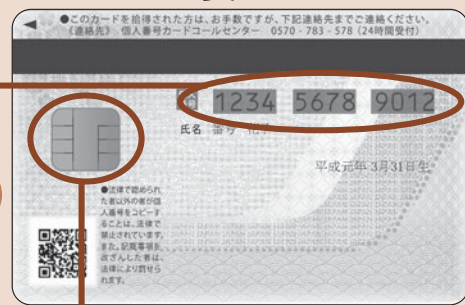 ●このカードを拾得された方は、お手数ですが、下記連絡先までご連絡ください。
《連絡先》 個人番号カードコールセンター 0570-783-578（24時間受付）
1234 5678 9012
氏名 番号 花子
平成元年 3月31日生
●法律で認められ
た者以外の者が個
人番号をコピーす
ることは、法律で
禁止されています。
また、記載事項を
改ざんした者は、
法律により罰せら
れます。